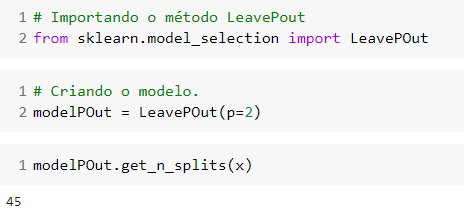 1 # Importando o método LeavePout
2 from sklearn.model_selection import LeavePOut
1 # Criando o modelo.
2 modelPOut = LeavePOut(p=2)
1 modelPOut.get_n_splits(x)
45